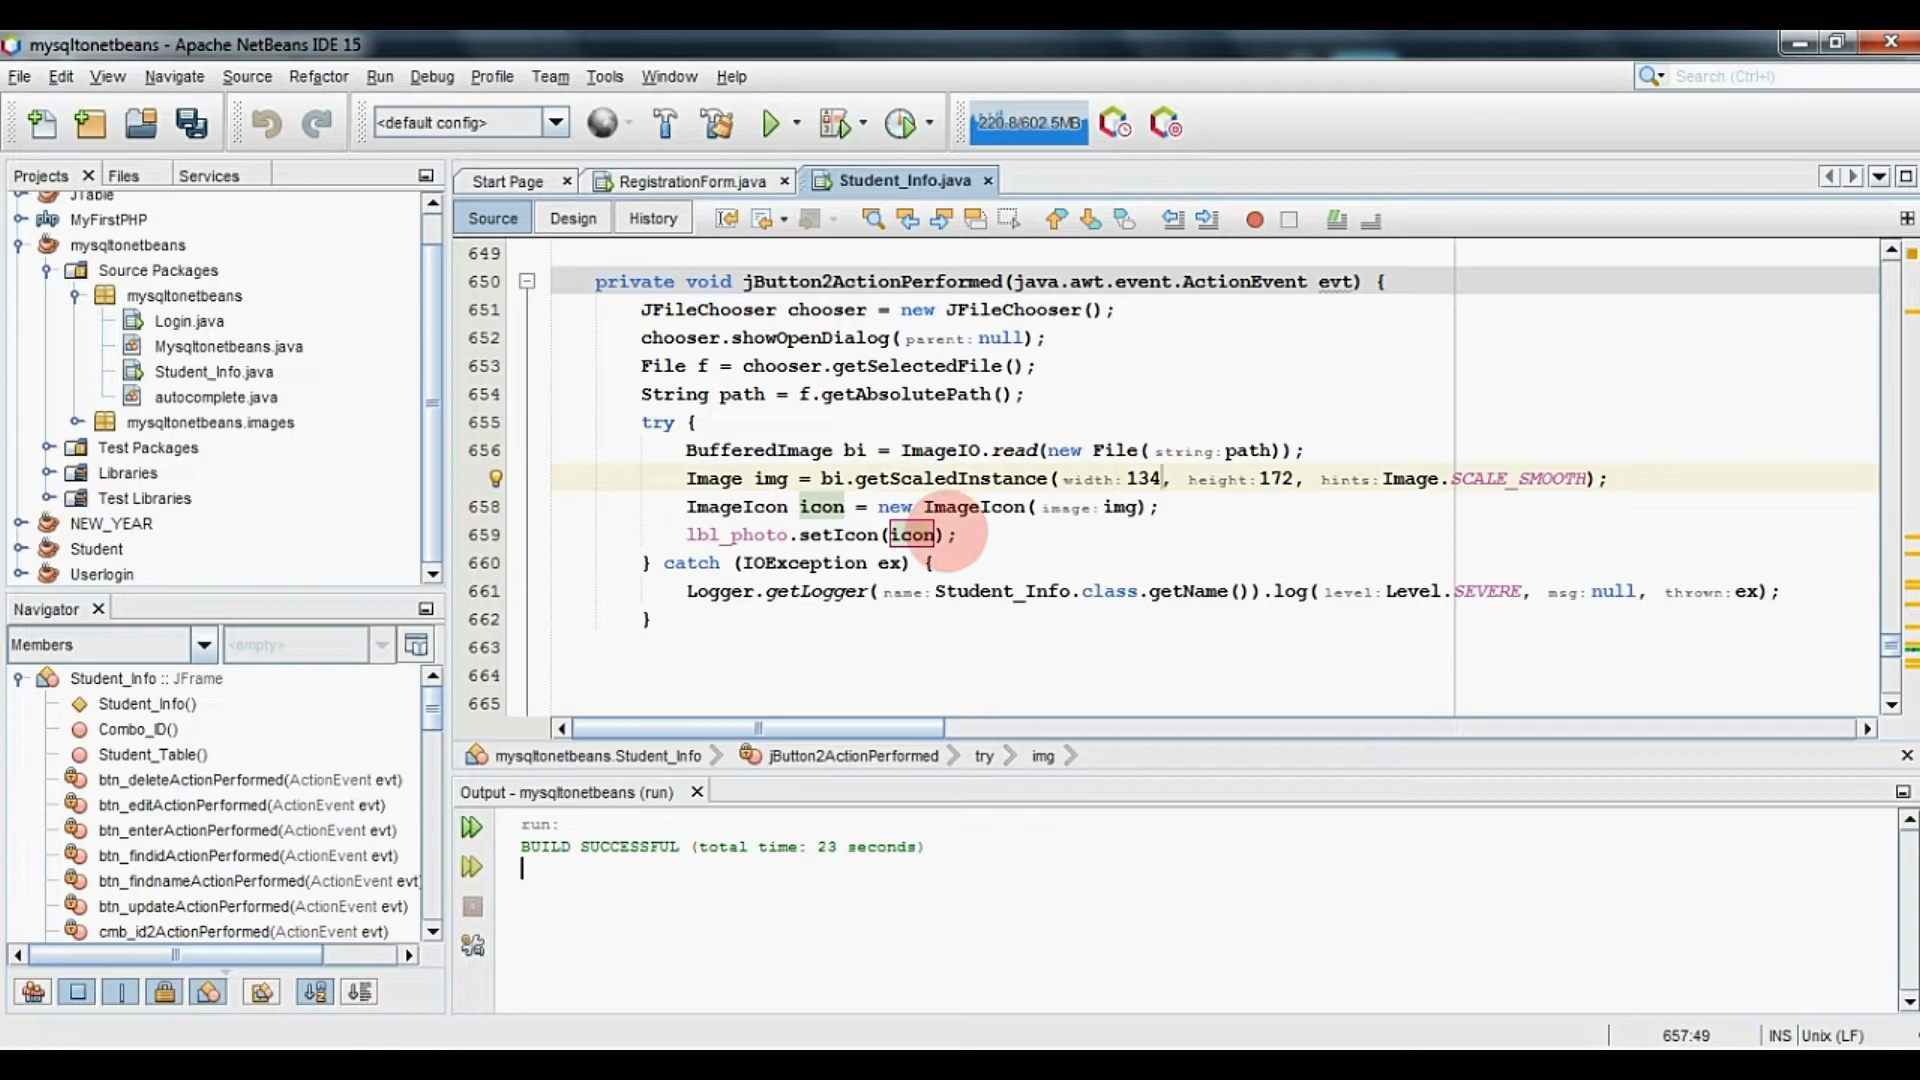 mysqltonetbeans - Apache NetBeans IDE 15
File Edit View Navigate Source Refactor Run Debug Profile Team Tools Window Help
Search (Ctrl+I)
<default config>
220.8/602.5MB
Projects Files Services
JTable
MyFirstPHP
mysqltonetbeans
Source Packages
mysqltonetbeans
Login.java
Mysqltonetbeans.java
Student_Info.java
autocomplete.java
mysqltonetbeans.images
Test Packages
Libraries
Test Libraries
NEW_YEAR
Student
Userlogin
Navigator
Members
<empty>
Student_Info :: JFrame
Student_Info()
Combo_ID()
Student_Table()
btn_deleteActionPerformed(ActionEvent evt)
btn_editActionPerformed(ActionEvent evt)
btn_enterActionPerformed(ActionEvent evt)
btn_findidActionPerformed(ActionEvent evt)
btn_findnameActionPerformed(ActionEvent evt
btn_updateActionPerformed(ActionEvent evt)
cmb_id2ActionPerformed(ActionEvent evt)
Start Page RegistrationForm.java Student_Info.java
Source Design History
649
650 private void jButton2ActionPerformed(java.awt.event.ActionEvent evt) {
651 JFileChooser chooser = new JFileChooser();
652 chooser.showOpenDialog(parent: null);
653 File f = chooser.getSelectedFile();
654 String path = f.getAbsolutePath();
655 try {
656 BufferedImage bi = ImageIO.read(new File(string: path));
Image img = bi.getScaledInstance(width: 134, height: 172, hints: Image.SCALE_SMOOTH);
658 ImageIcon icon = new ImageIcon(image: img);
659 lbl_photo.setIcon(icon);
660 } catch (IOException ex) {
661 Logger.getLogger(name: Student_Info.class.getName()).log(level: Level.SEVERE, msg: null, thrown: ex);
662 }
663
664
665
mysqltonetbeans.Student_Info jButton2ActionPerformed try img
Output - mysqltonetbeans (run)
run:
BUILD SUCCESSFUL (total time: 23 seconds)
657:49 INS Unix (LF)